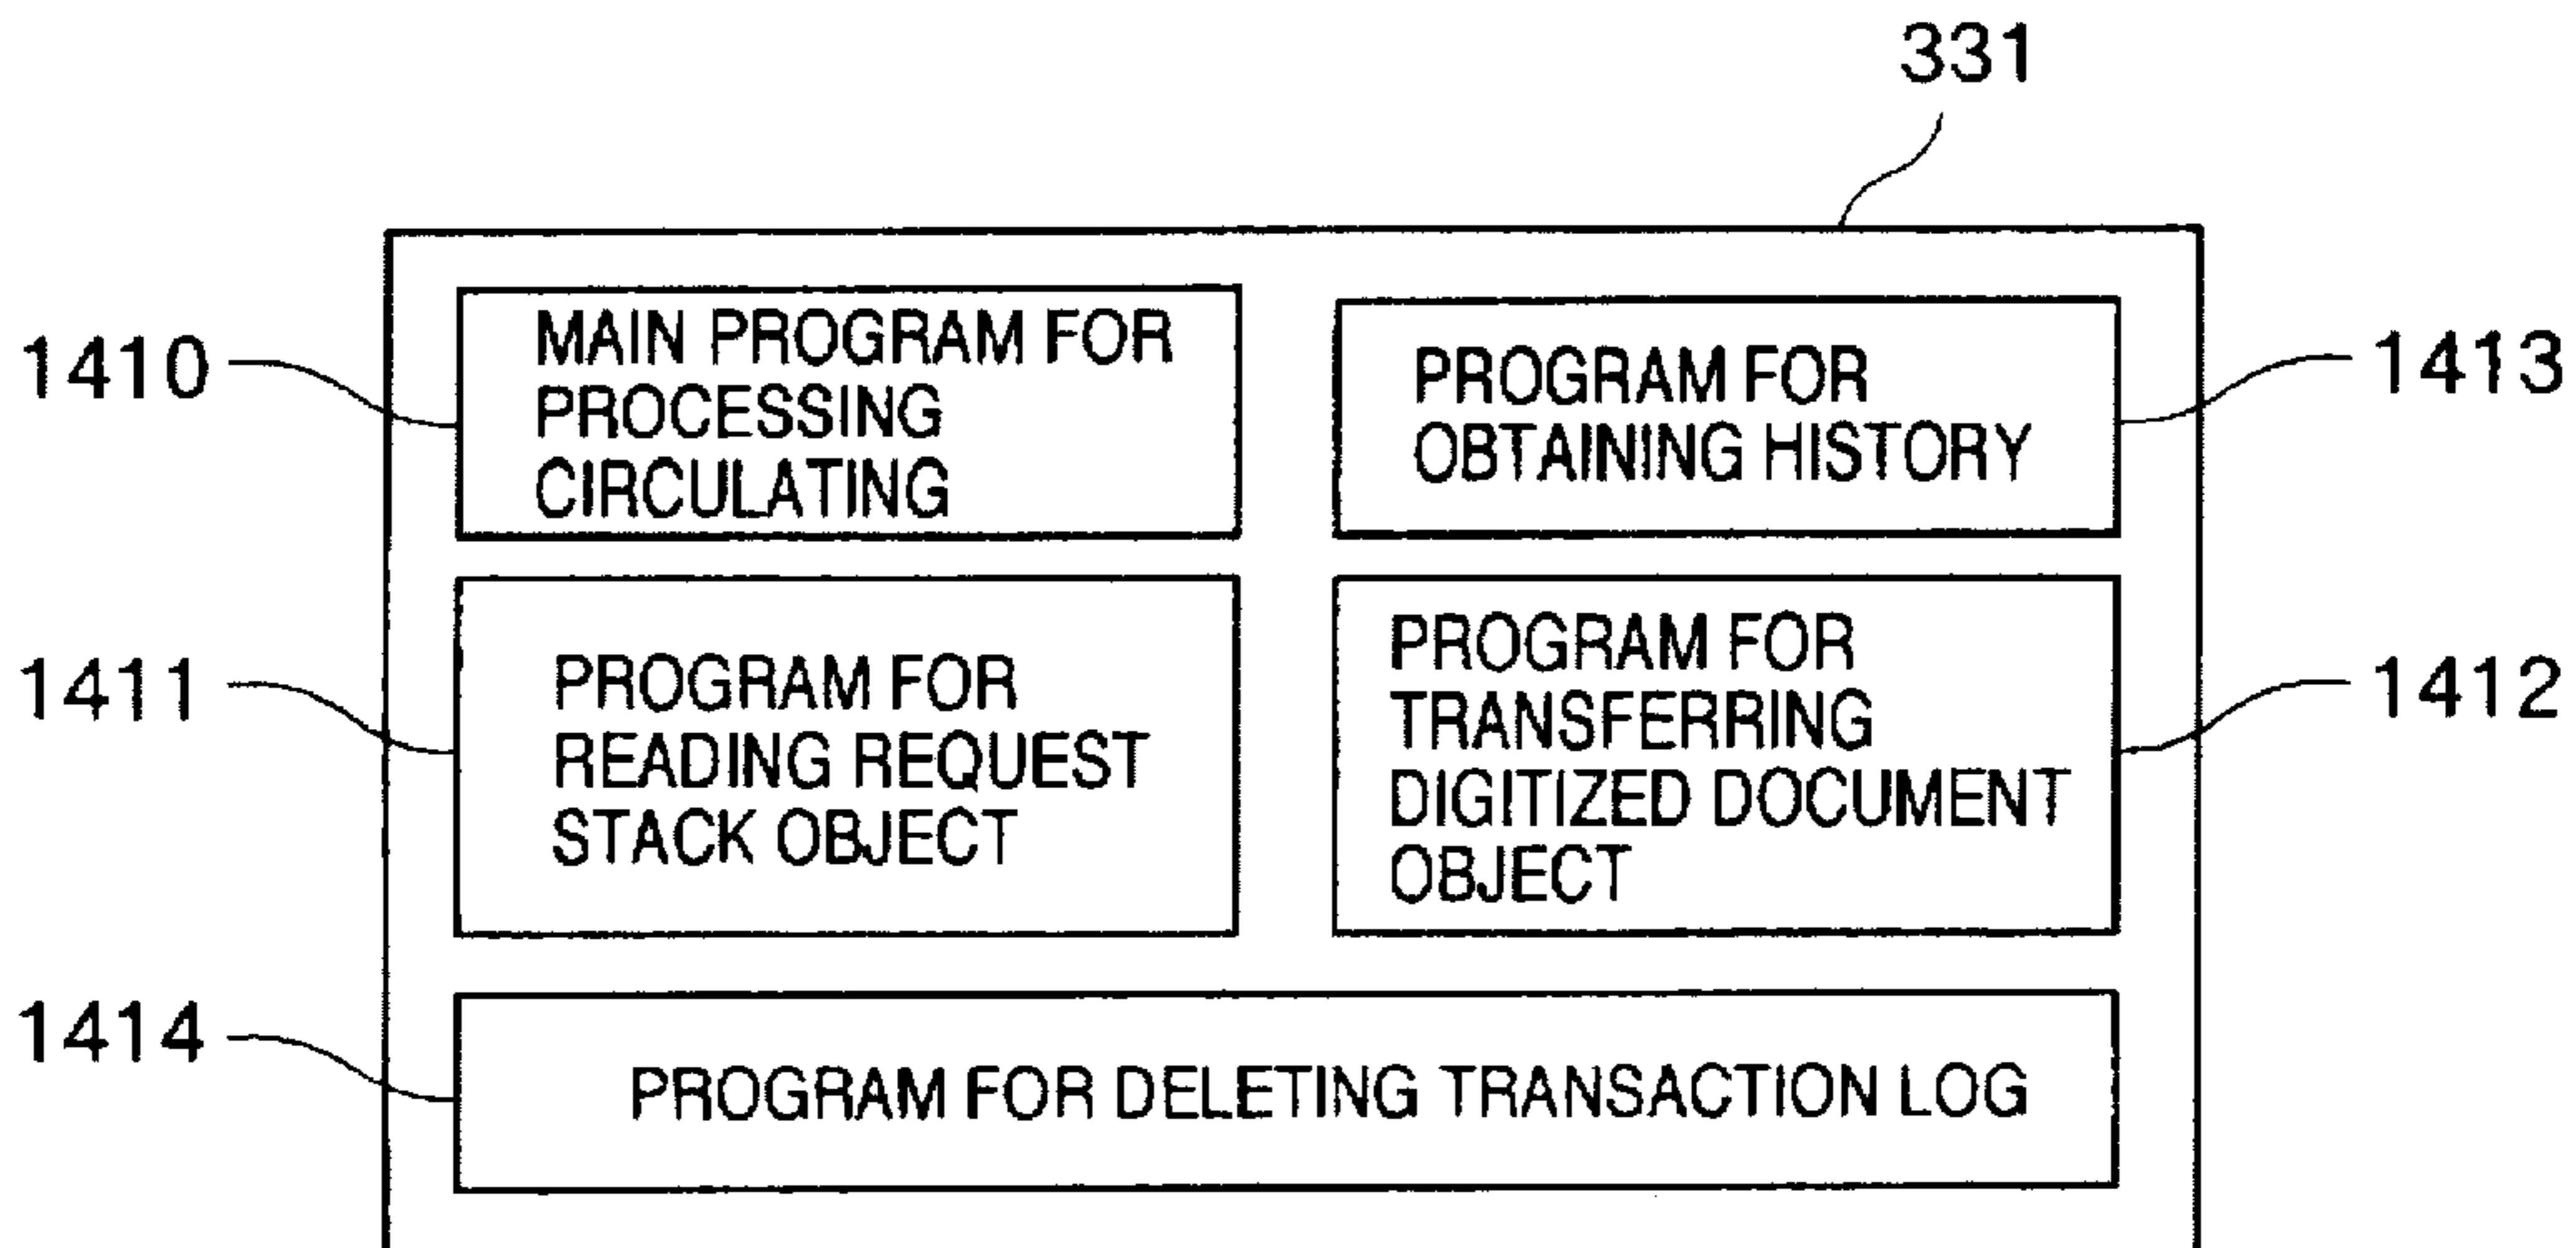 331
1410
MAIN PROGRAM FOR
PROCESSING
CIRCULATING
PROGRAM FOR
OBTAINING HISTORY
1413
1411
PROGRAM FOR
READING REQUEST
STACK OBJECT
PROGRAM FOR
TRANSFERRING
DIGITIZED DOCUMENT
OBJECT
1412
1414
PROGRAM FOR DELETING TRANSACTION LOG